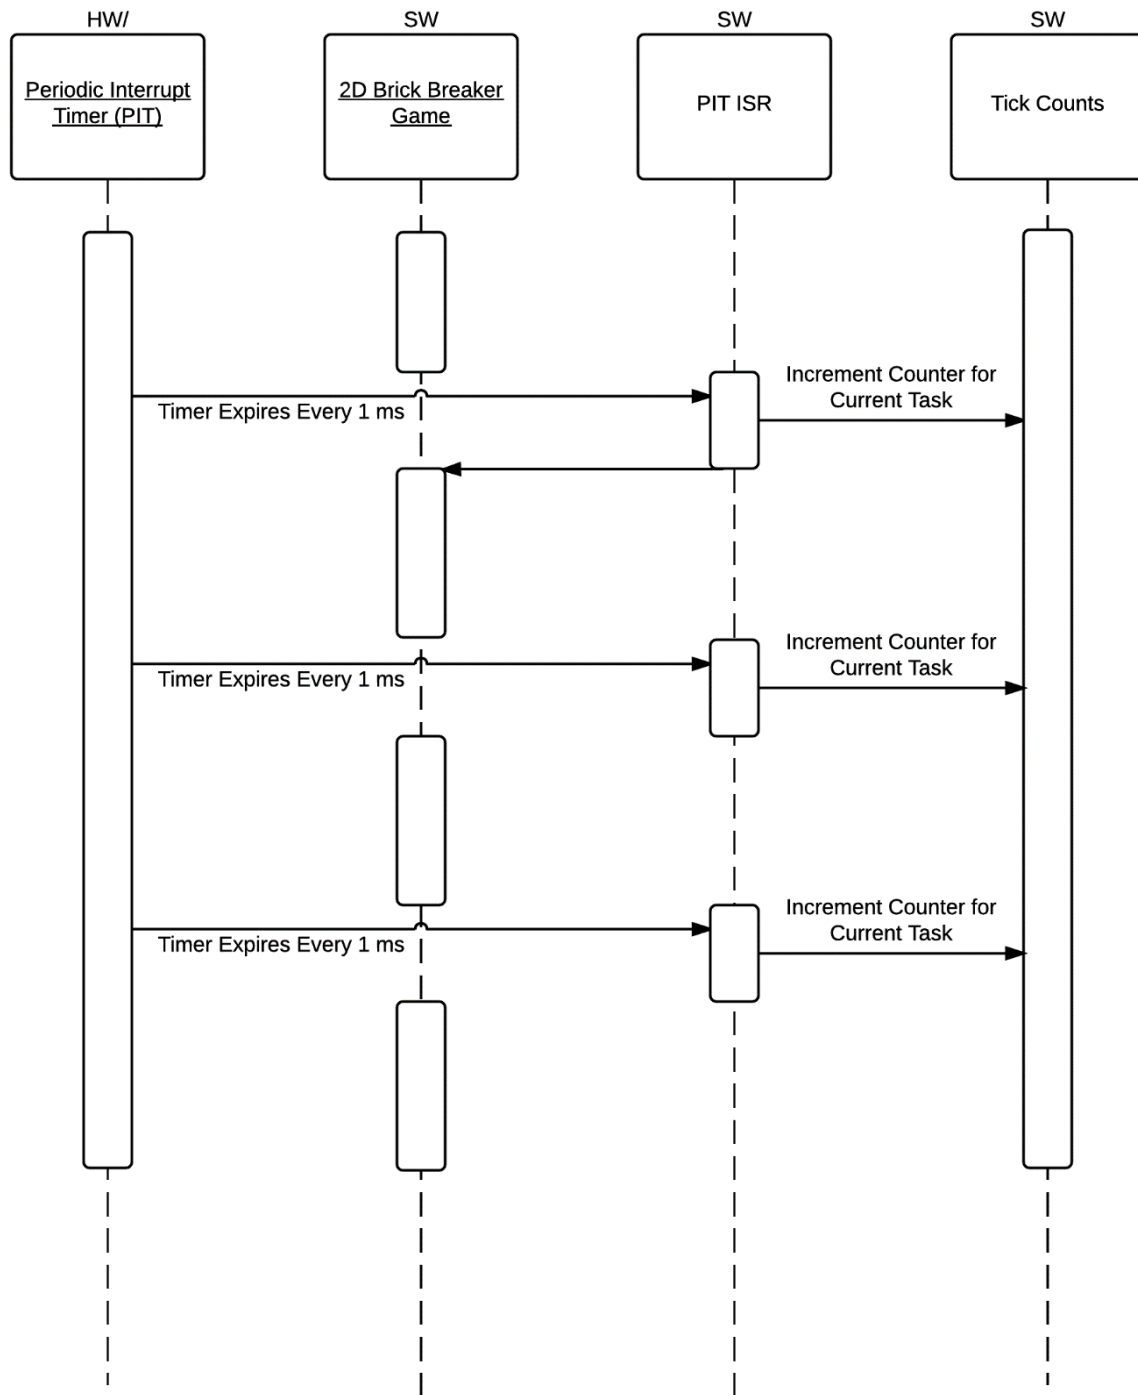 HW/
SW
SW
SW
Periodic Interrupt
Timer (PIT)
2D Brick Breaker
Game
PIT ISR
Tick Counts
Timer Expires Every 1 ms
Increment Counter for
Current Task
Timer Expires Every 1 ms
Increment Counter for
Current Task
Timer Expires Every 1 ms
Increment Counter for
Current Task